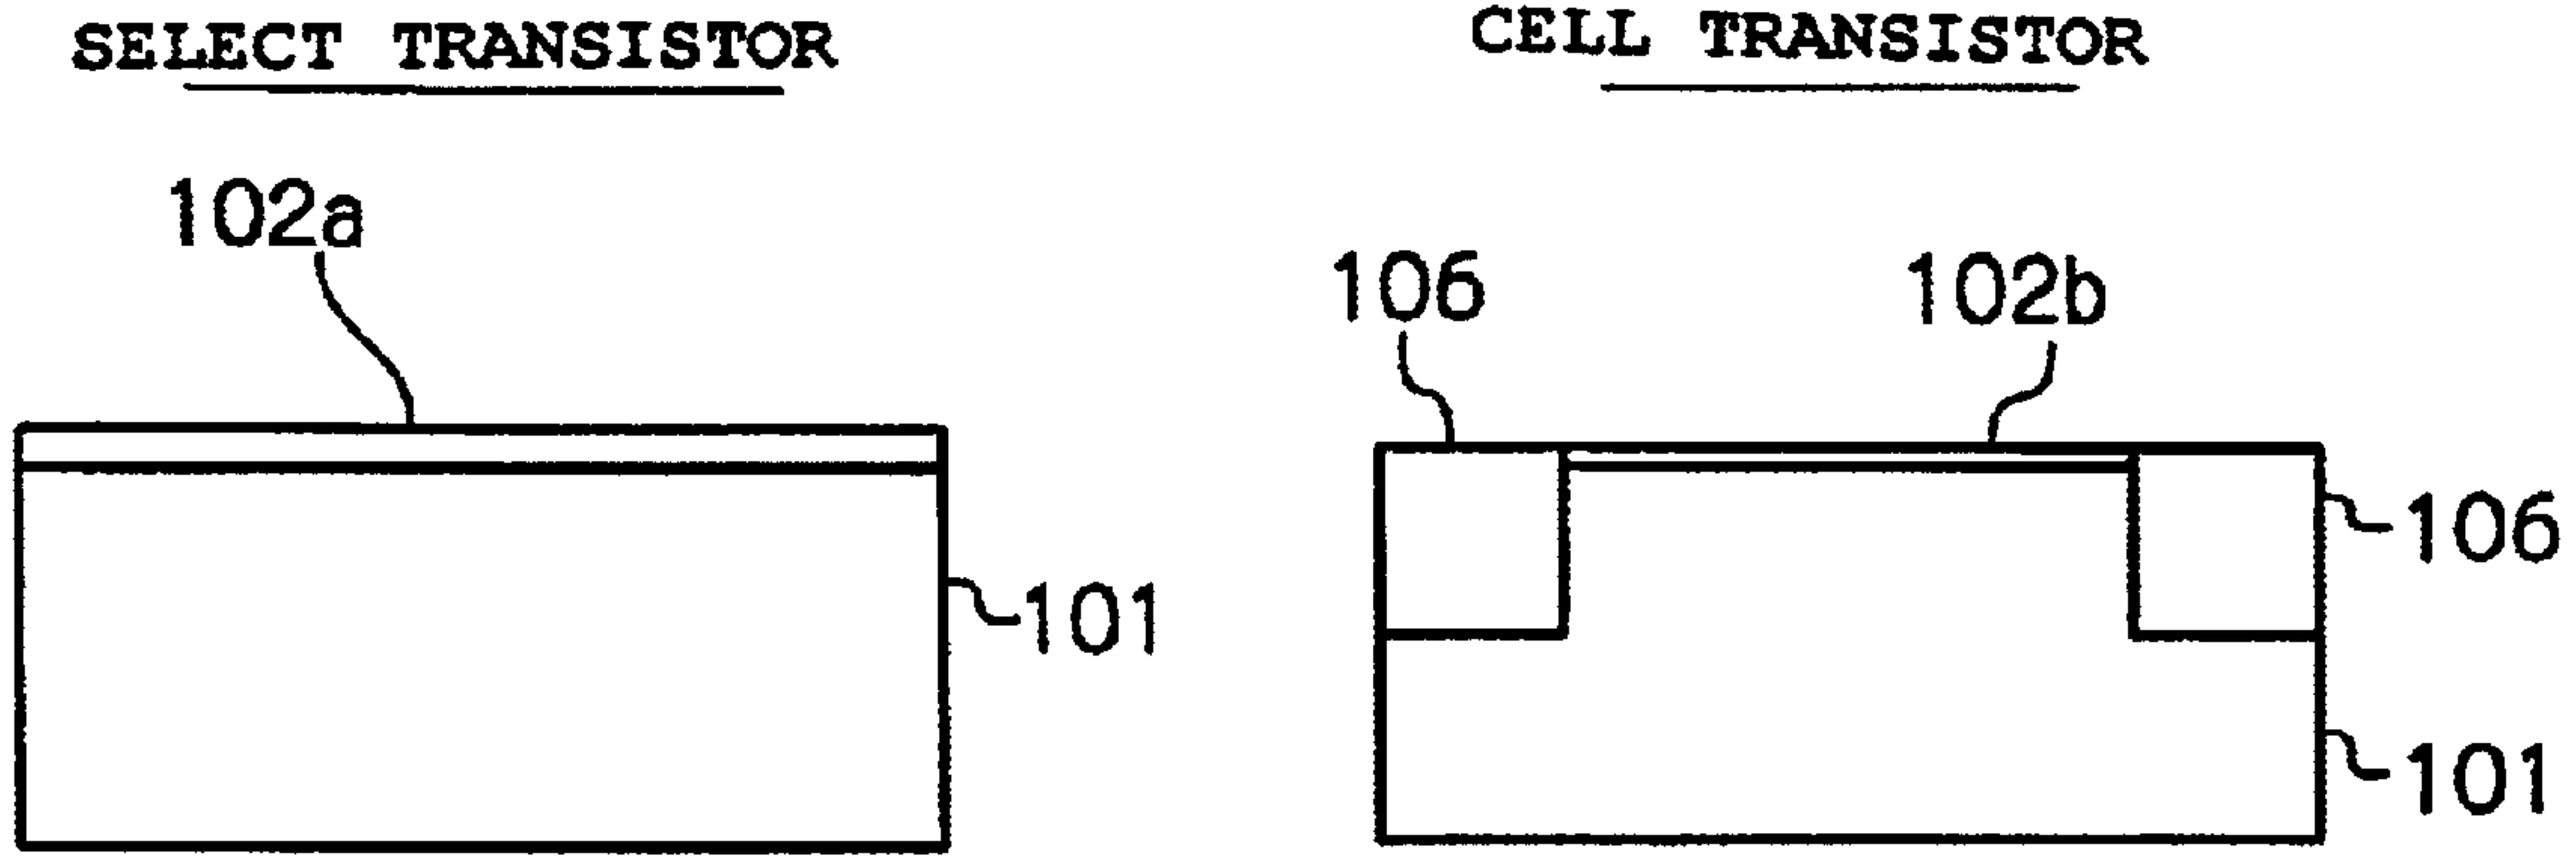 SELECT TRANSISTOR
CELL TRANSISTOR
102a
106
102b
106
101
101